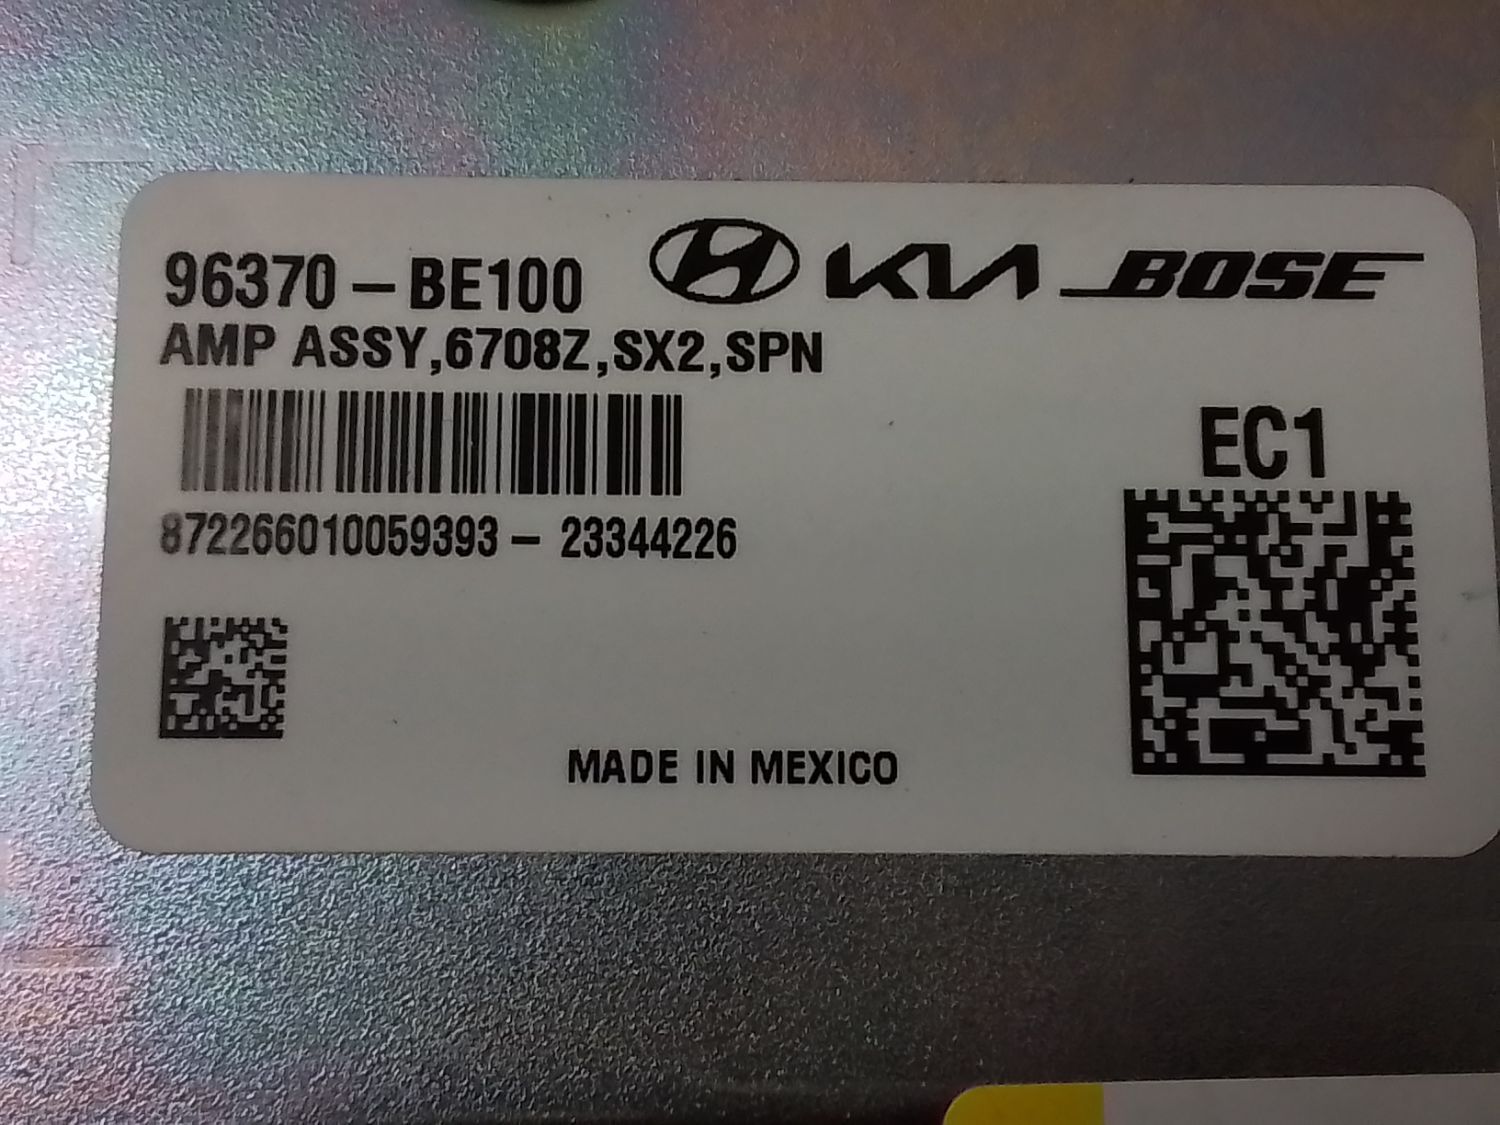 96370-BE100 KIA BOSE
AMP ASSY,6708Z,SX2,SPN
872266010059393 - 23344226
EC1
MADE IN MEXICO